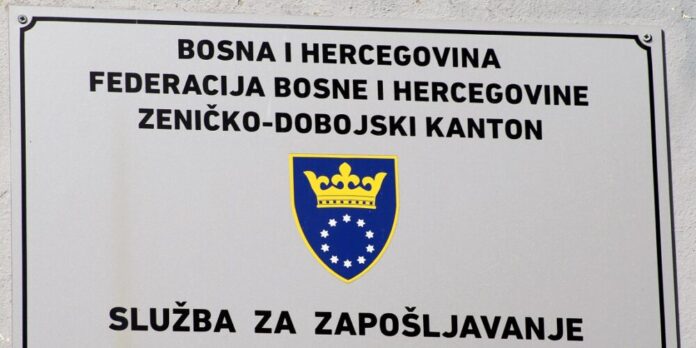 BOSNA I HERCEGOVINA
FEDERACIJA BOSNE I HERCEGOVINE
ZENIČKO-DOBOJSKI KANTON
SLUŽBA ZA ZAPOŠLJAVANJE